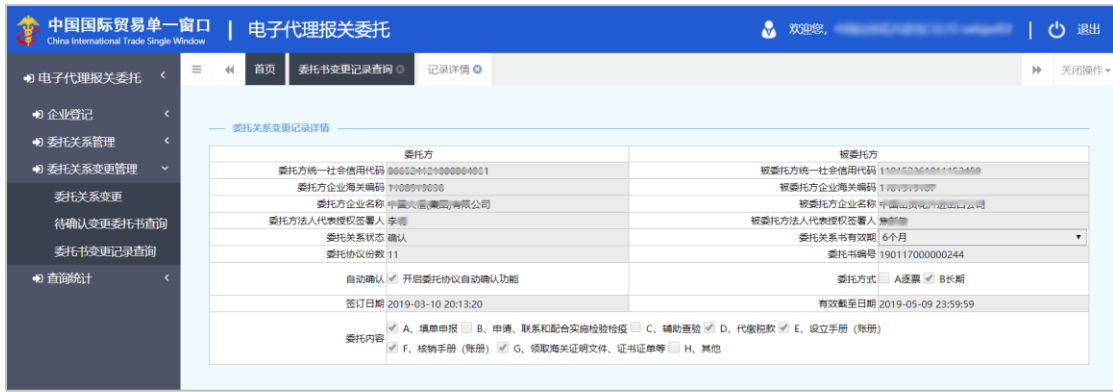 中国国际贸易单一窗口 | 电子代理报关委托 欢迎您, | 退出
China International Trade Single Window
电子代理报关委托 首页 委托书变更记录查询 记录详情 关闭操作
企业登记
委托关系管理
委托关系变更管理
委托关系变更
待确认变更委托书查询
委托书变更记录查询
查询统计
委托关系变更记录详情
委托方 被委托方
委托方统一社会信用代码 被委托方统一社会信用代码
委托方企业海关编码 被委托方企业海关编码
委托方企业名称 被委托方企业名称
委托方法人代表授权签署人 被委托方法人代表授权签署人
委托关系状态 确认 委托关系书有效期 6个月
委托协议份数 11 委托书编号 190117000000244
自动确认 开启委托协议自动确认功能 委托方式 A逐票 B长期
签订日期 2019-03-10 20:13:20 有效截至日期 2019-05-09 23:59:59
委托内容 A、填单申报 B、申请、联系和配合实施检验检疫 C、辅助查验 D、代缴税款 E、设立手册（账册）
F、核销手册（账册） G、领取海关证明文件、证书证单等 H、其他